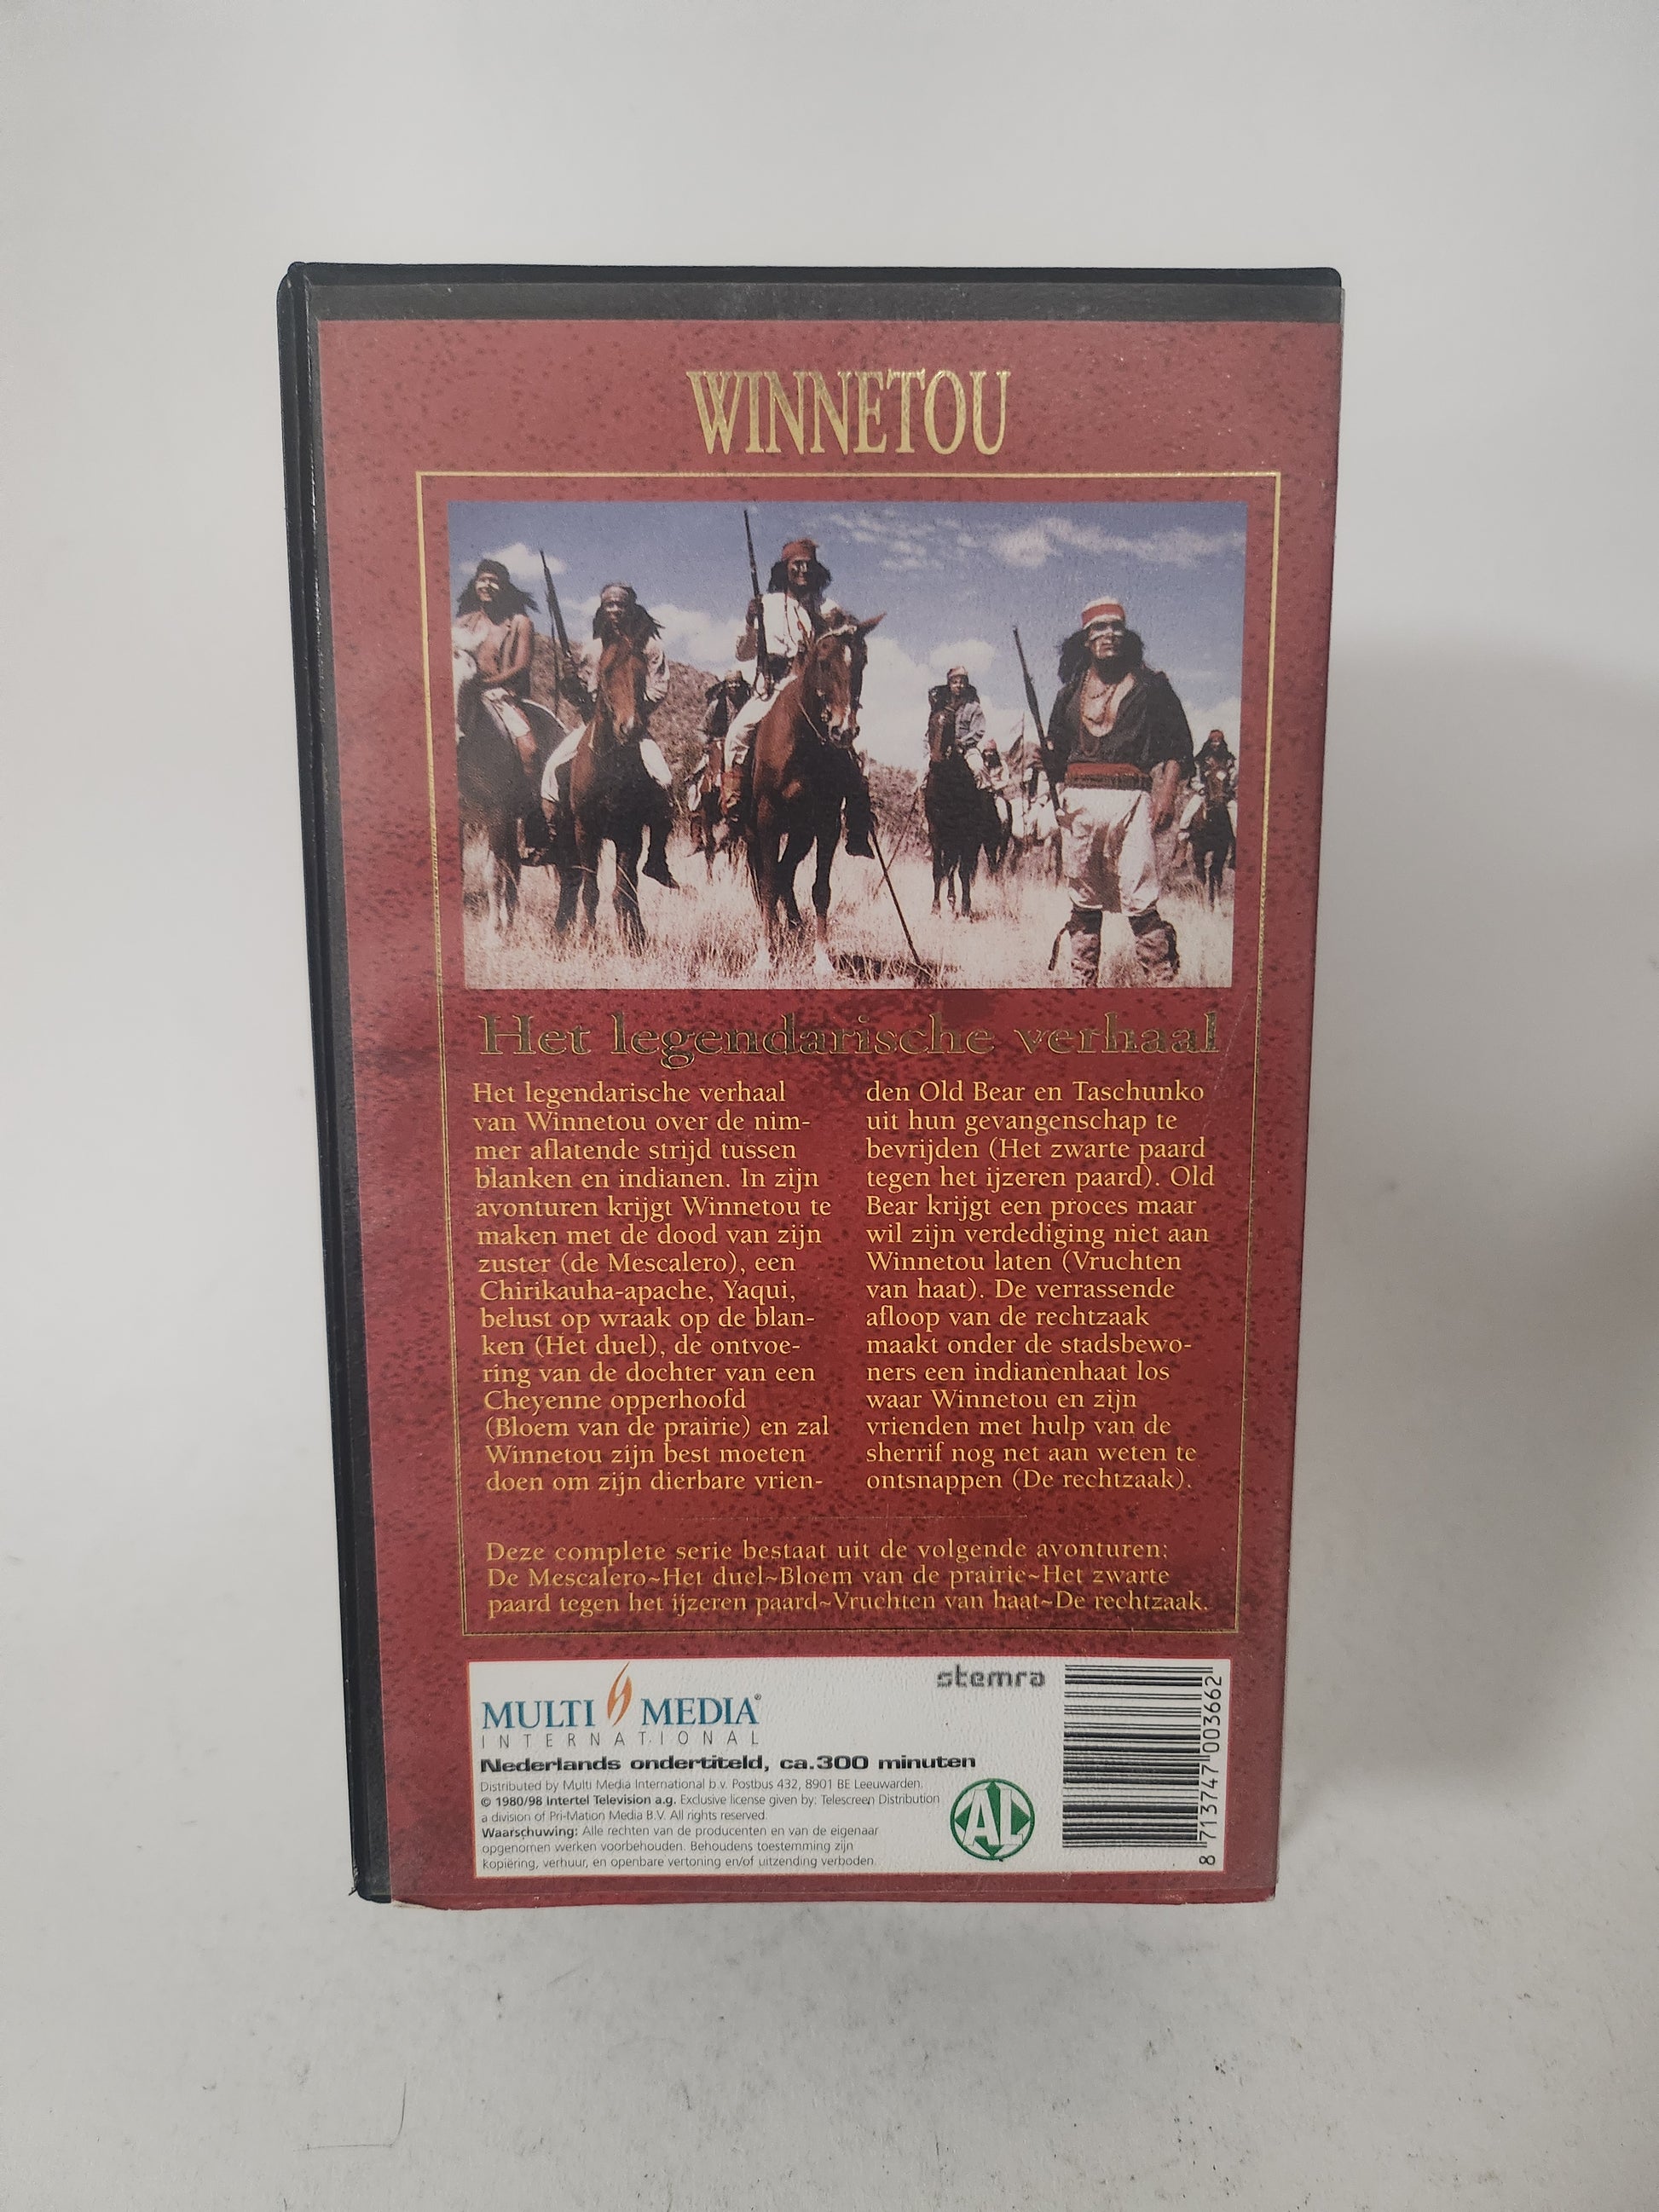 WINNETOU
Het legendarische verhaal
Het legendarische verhaal
van Winnetou over de nim-
mer aflatende strijd tussen
blanken en indianen. In zijn
avonturen krijgt Winnetou te
maken met de dood van zijn
zuster (de Mescalero), een
Chirikauha-apache, Yaqui,
belust op wraak op de blan-
ken (Het duel), de ontvoe-
ring van de dochter van een
Cheyenne opperhoofd
(Bloem van de prairie) en zal
Winnetou zijn best moeten
doen om zijn dierbare vrien-
den Old Bear en Taschunko
uit hun gevangenschap te
bevrijden (Het zwarte paard
tegen het ijzeren paard). Old
Bear krijgt een proces maar
wil zijn verdediging niet aan
Winnetou laten (Vruchten
van haat). De verrassende
afloop van de rechtzaak
maakt onder de stadsbewo-
ners een indianenhaat los
waar Winnetou en zijn
vrienden met hulp van de
sherrif nog net aan weten te
ontsnappen (De rechtzaak).
Deze complete serie bestaat uit de volgende avonturen:
De Mescalero~Het duel~Bloem van de prairie~Het zwarte
paard tegen het ijzeren paard~Vruchten van haat~De rechtzaak.
MULTI MEDIA®
INTERNATIONAL
stemra
Nederlands ondertiteld, ca.300 minuten
Distributed by Multi Media International b.v. Postbus 432, 8901 BE Leeuwarden.
© 1980/98 Intertel Television a.g. Exclusive license given by: Telescreen Distribution
a division of Pri-Mation Media B.V. All rights reserved.
Waarschuwing: Alle rechten van de producenten en van de eigenaar
opgenomen werken voorbehouden. Behoudens toestemming zijn
kopiëring, verhuur, en openbare vertoning en/of uitzending verboden.
AL
8 713747 003662